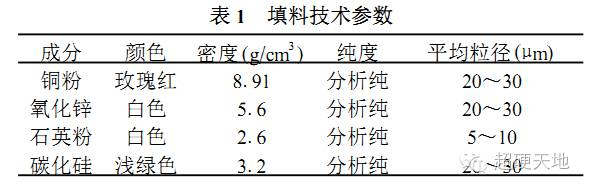 表 1 填料技术参数
成分 颜色 密度 (g/cm3) 纯度 平均粒径 (μm)
铜粉 玫瑰红 8.91 分析纯 20～30
氧化锌 白色 5.6 分析纯 20～30
石英粉 白色 2.6 分析纯 5～10
碳化硅 浅绿色 3.2 分析纯 20～30
超硬天地